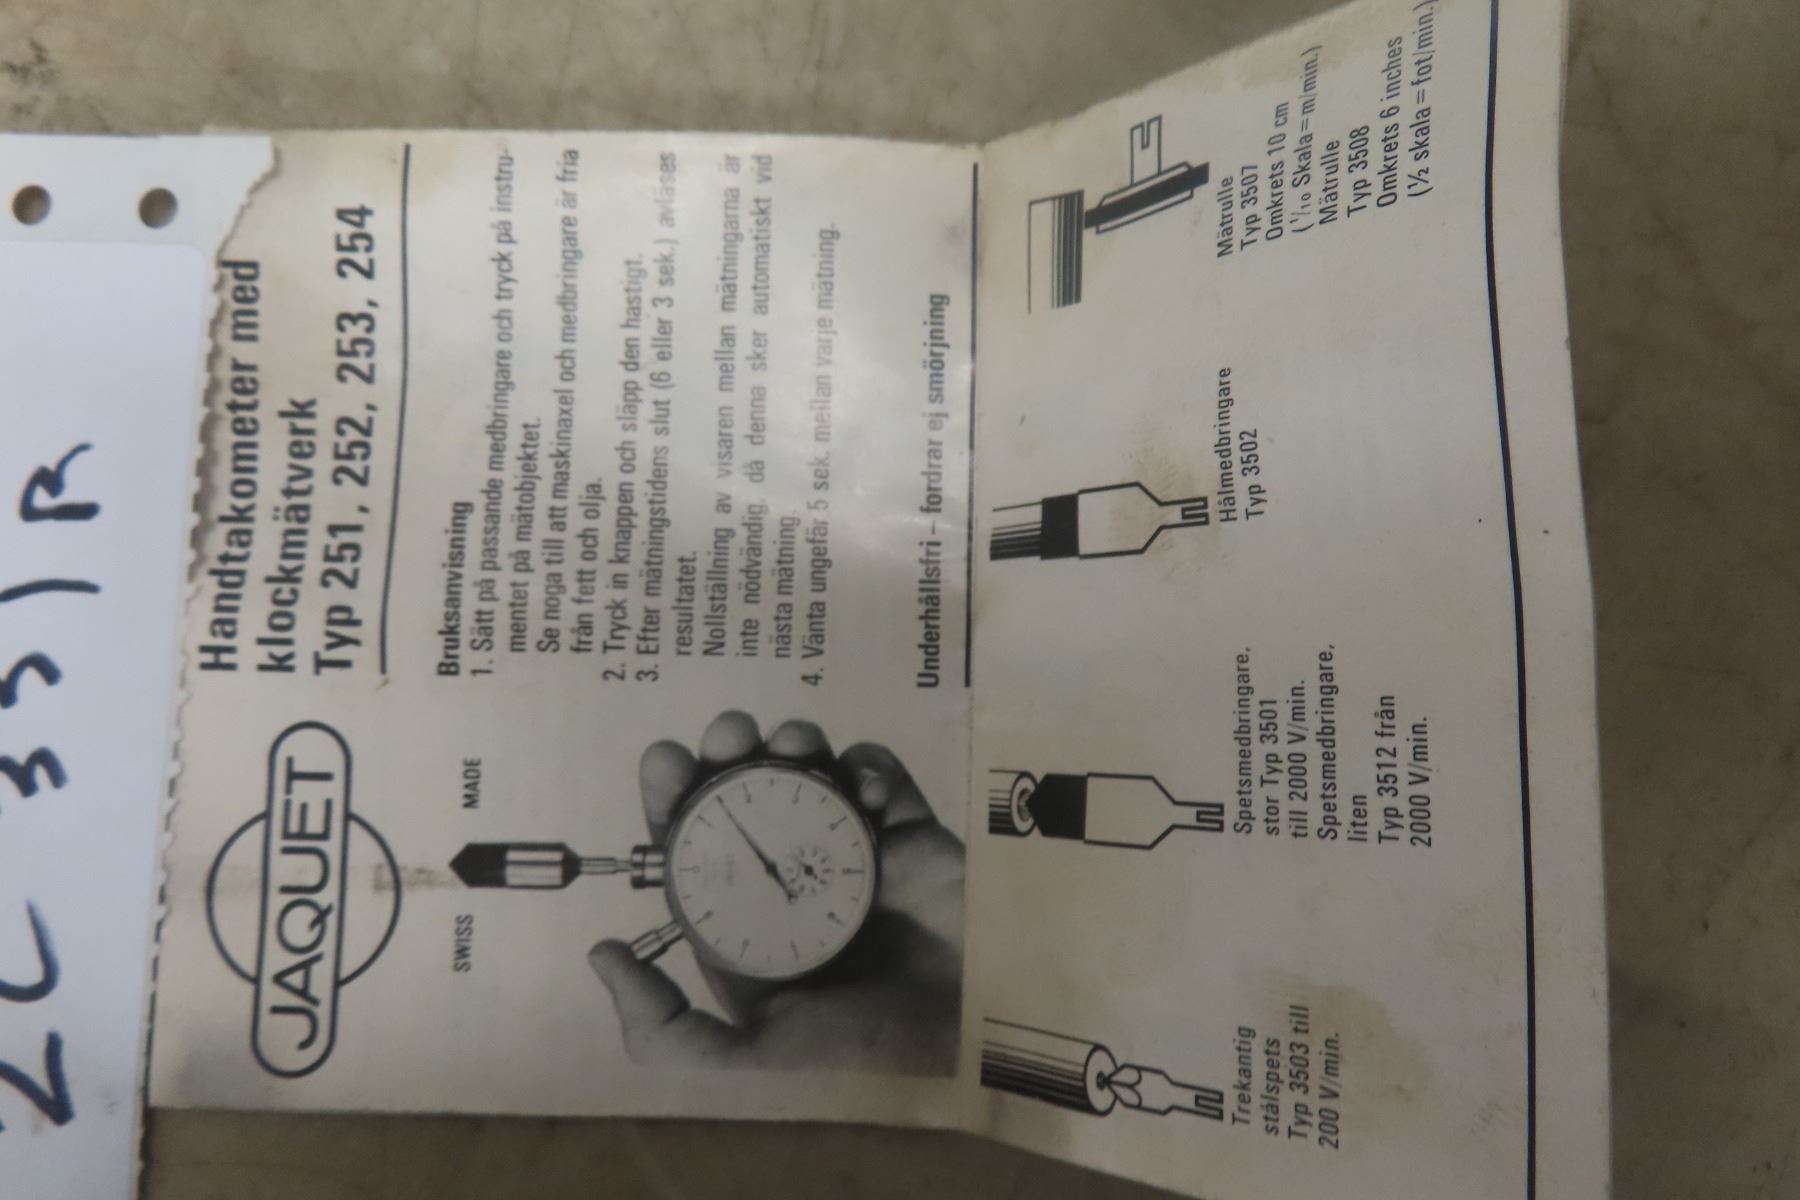 JAQUET
Handtakometer med
klockmätverk
Typ 251, 252, 253, 254
SWISS MADE
Bruksanvisning
1. Sätt på passande medbringare och tryck på instru-
mentet på mätobjektet.
Se noga till att maskinaxel och medbringare är fria
från fett och olja.
2. Tryck in knappen och släpp den hastigt.
3. Efter mätningstidens slut (6 eller 3 sek.) avläses
resultatet.
Nollställning av visaren mellan mätningarna är
inte nödvändig, då denna sker automatiskt vid
nästa mätning.
4. Vänta ungefär 5 sek. mellan varje mätning.
Underhållsfri – fordrar ej smörjning
Trekantig
stålspets
Typ 3503 till
200 V/min.
Spetsmedbringare,
stor Typ 3501
till 2000 V/min.
Spetsmedbringare,
liten
Typ 3512 från
2000 V/min.
Hålmedbringare
Typ 3502
Mätrulle
Typ 3507
Omkrets 10 cm
(1/10 Skala=m/min.)
Mätrulle
Typ 3508
Omkrets 6 inches
(½ skala=fot/min.)